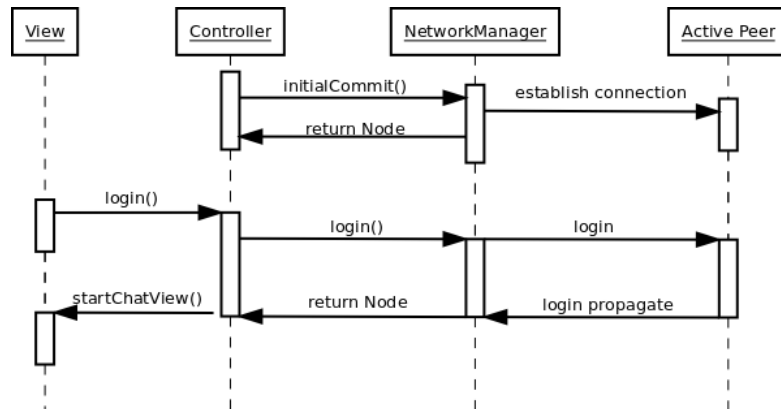 View
Controller
NetworkManager
Active Peer
initialCommit()
establish connection
return Node
login()
login()
login
startChatView()
return Node
login propagate